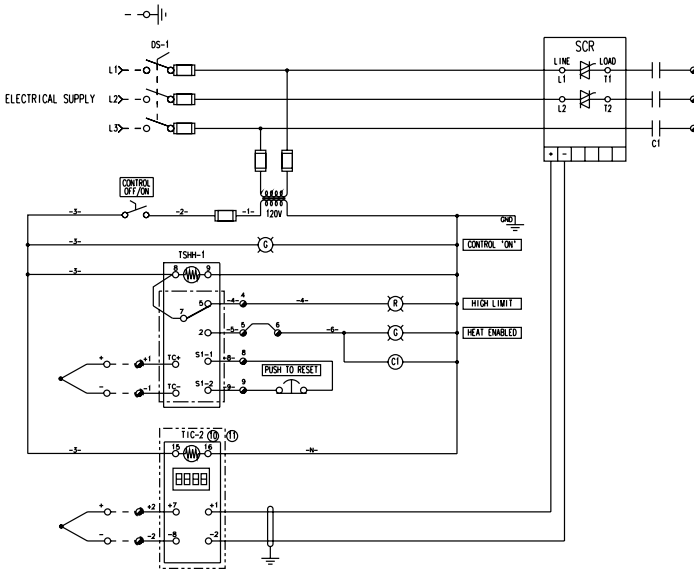 DS-1
SCR
L1
LINE
LOAD
L1
T1
ELECTRICAL SUPPLY
L2
L2
T2
L3
C1
+ -
CONTROL
OFF/ON
-3-
-2-
-1-
120V
GND
-3-
G
CONTROL 'ON'
TSHH-1
-3-
8
9
7
6
-4-
4
-4-
R
HIGH LIMIT
2
-5-
5
6
-6-
G
HEAT ENABLED
+
+1
TC+
S1-1
-8-
8
C1
PUSH TO RESET
-
-1
TC-
S1-2
-9-
9
TIC-2
10
11
-3-
15
16
-N-
8888
+
+2
+7
+1
-
-2
-8
-2